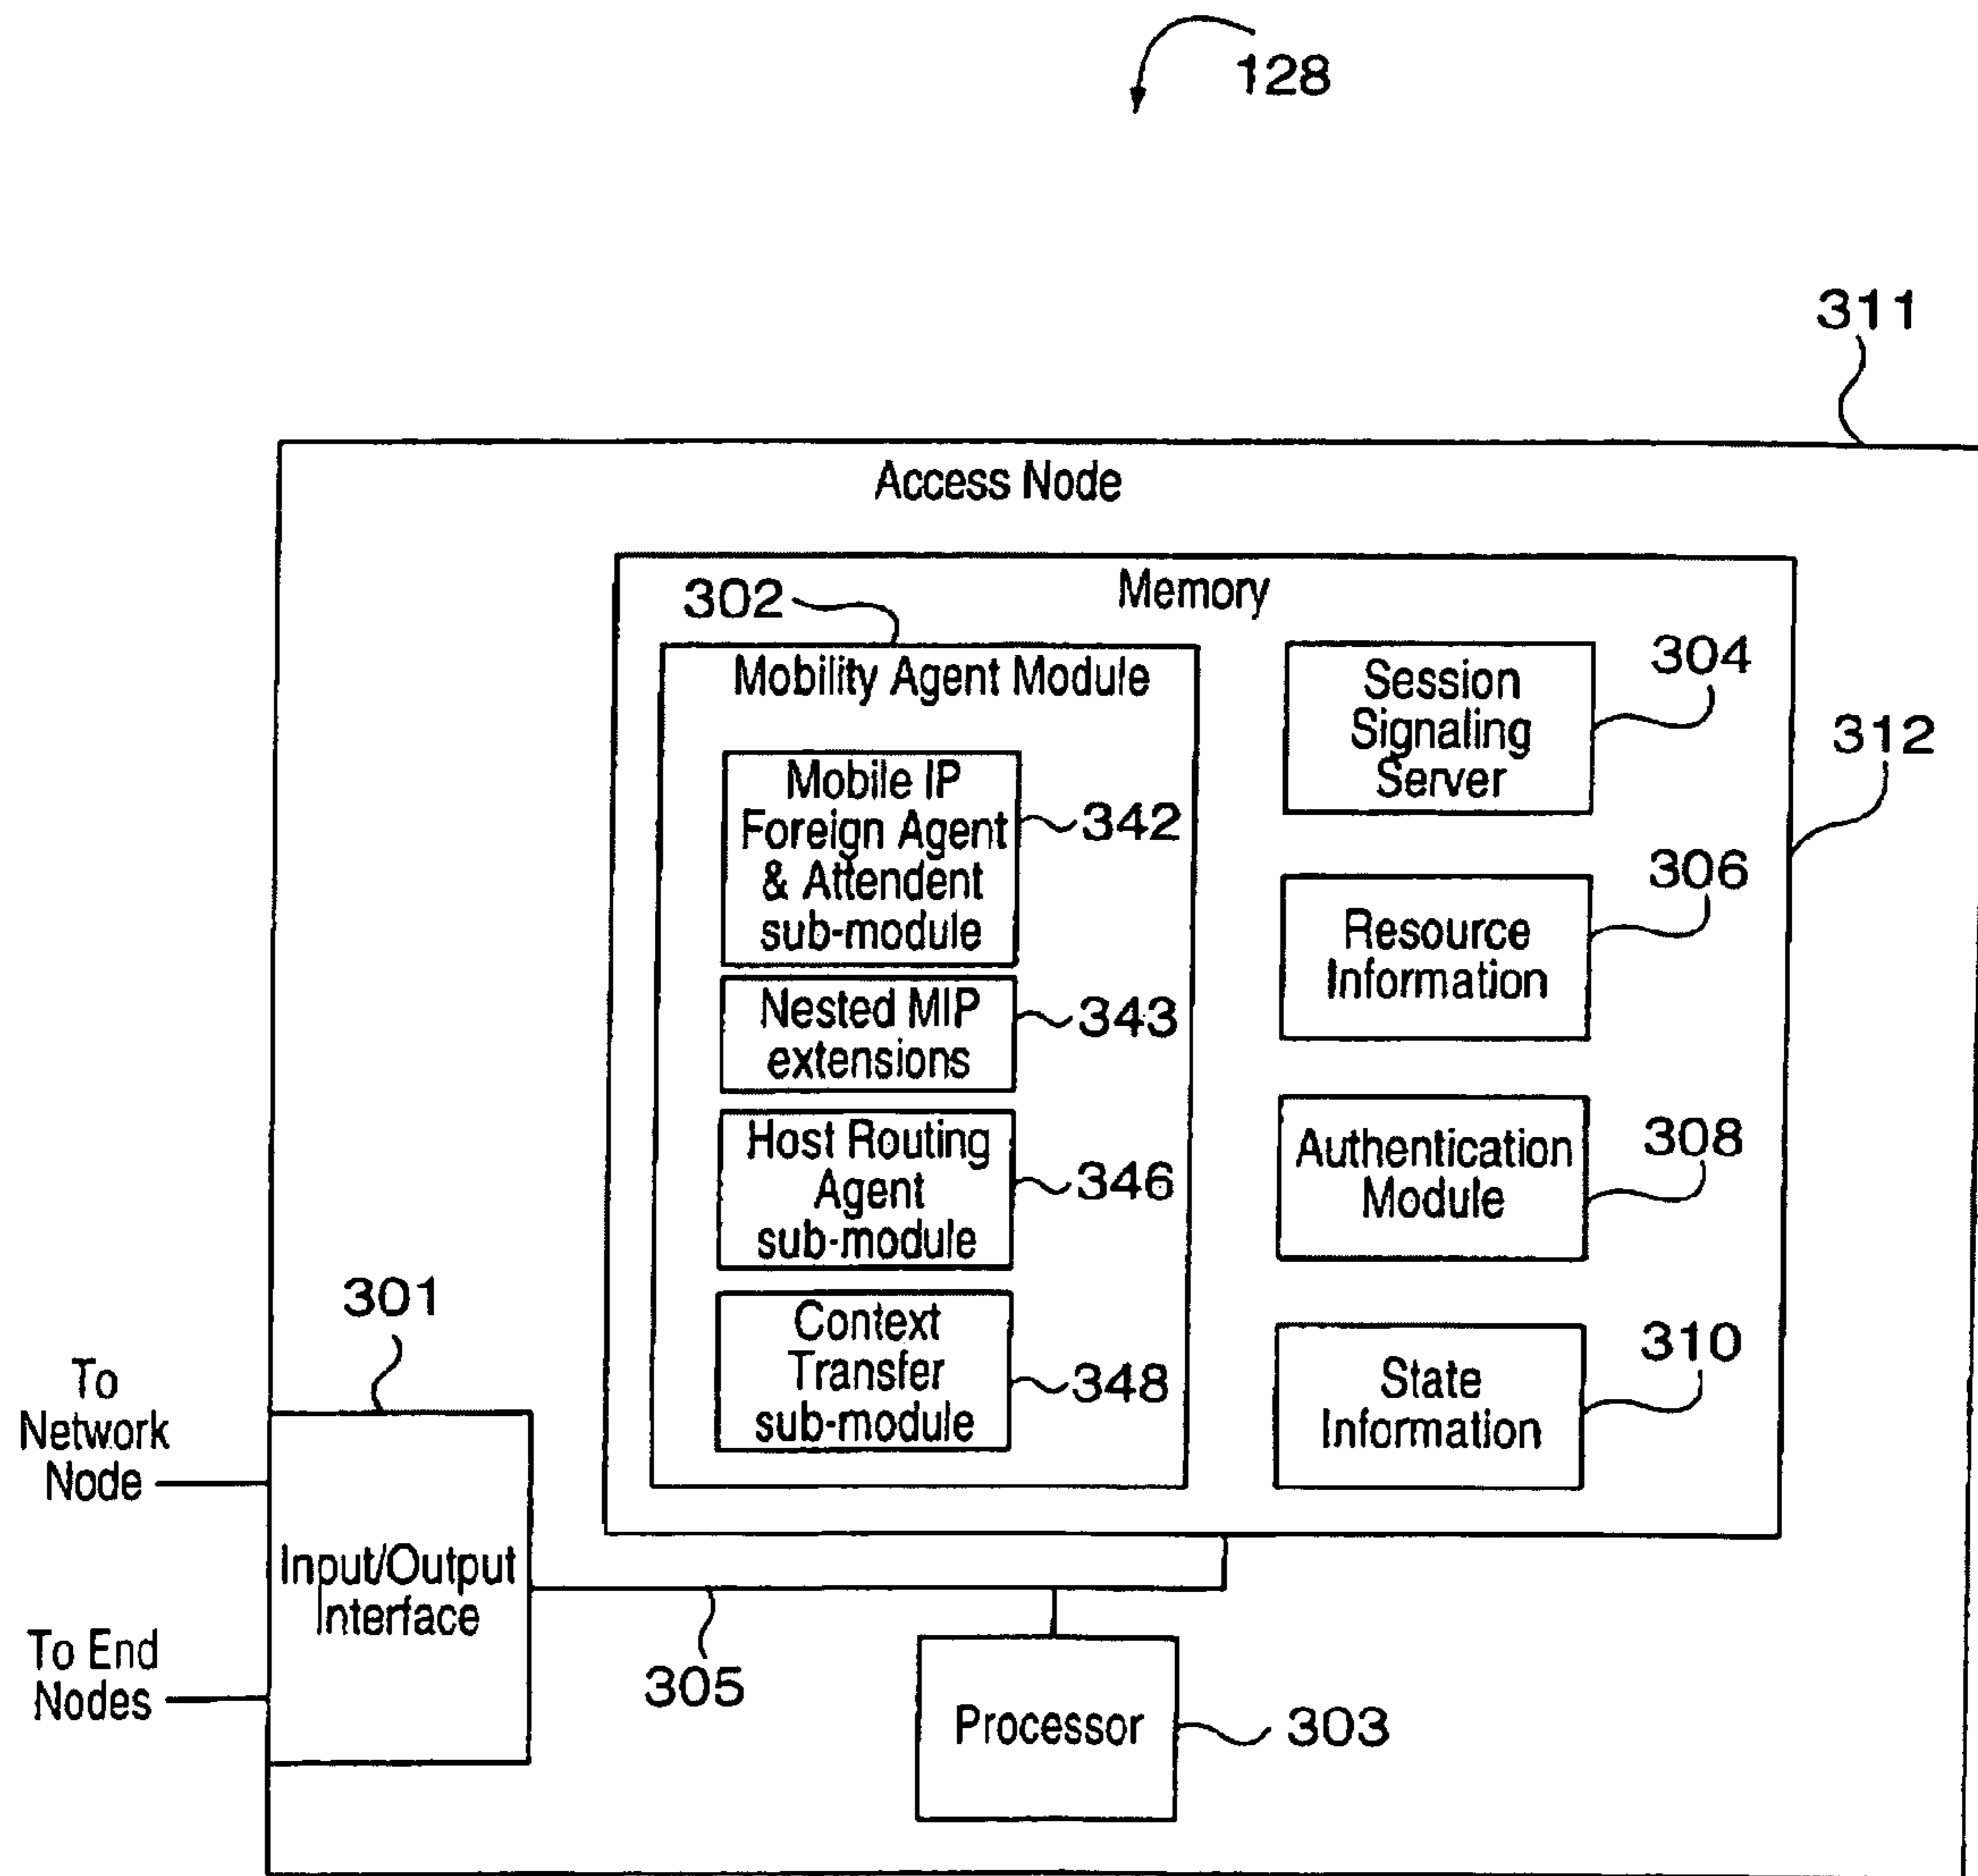 128
311
Access Node
Memory
302
Mobility Agent Module
Mobile IP
Foreign Agent
& Attendent
sub-module
342
Nested MIP
extensions
343
Host Routing
Agent
sub-module
346
Context
Transfer
sub-module
348
Session
Signaling
Server
304
312
Resource
Information
306
Authentication
Module
308
State
Information
310
301
To
Network
Node
Input/Output
Interface
To End
Nodes
305
Processor
303